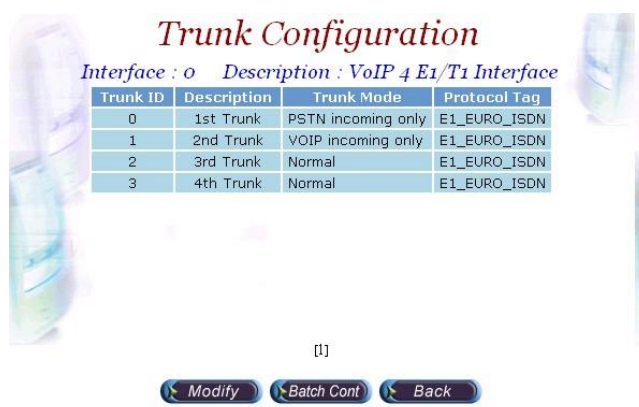 Trunk Configuration
Interface : 0 Description : VoIP 4 E1/T1 Interface
Trunk ID Description Trunk Mode Protocol Tag
0 1st Trunk PSTN incoming only E1_EURO_ISDN
1 2nd Trunk VOIP incoming only E1_EURO_ISDN
2 3rd Trunk Normal E1_EURO_ISDN
3 4th Trunk Normal E1_EURO_ISDN
[1]
Modify Batch Cont Back